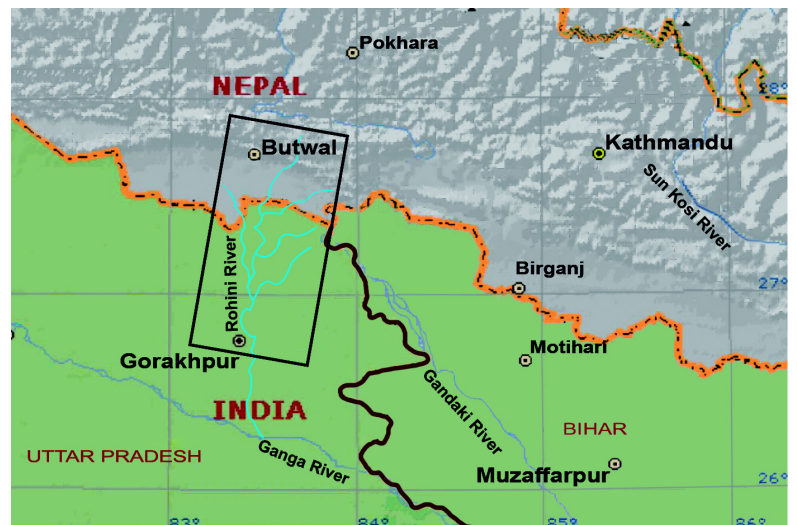 Pokhara
NEPAL
28°
Butwal
Kathmandu
Sun Kosi River
Rohini River
Birganj
27°
Gorakhpur
Motihari
Gandaki River
INDIA
BIHAR
UTTAR PRADESH
Ganga River
Muzaffarpur
26°
83°
84°
85°
86°